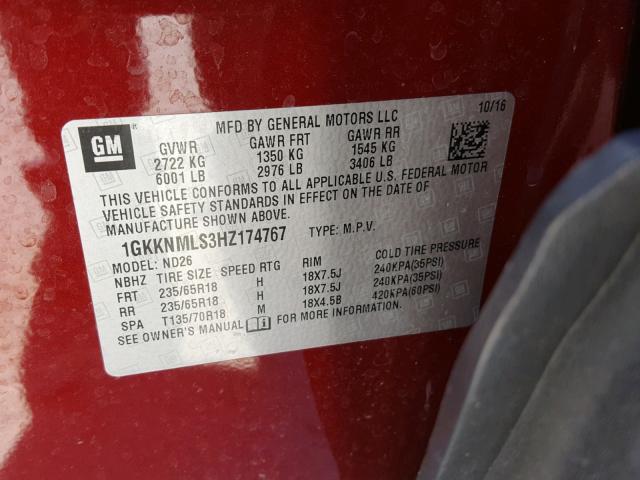 10/16
GM
MFD BY GENERAL MOTORS LLC
GVWR GAWR FRT GAWR RR
2722 KG 1350 KG 1545 KG
6001 LB 2976 LB 3406 LB
THIS VEHICLE CONFORMS TO ALL APPLICABLE U.S. FEDERAL MOTOR
VEHICLE SAFETY STANDARDS IN EFFECT ON THE DATE OF
MANUFACTURE SHOWN ABOVE.
1GKKNMLS3HZ174767 TYPE: M.P.V.
MODEL: ND26
NBHZ TIRE SIZE SPEED RTG RIM COLD TIRE PRESSURE
FRT 235/65R18 H 18X7.5J 240KPA(35PSI)
RR 235/65R18 H 18X7.5J 240KPA(35PSI)
SPA T135/70R18 M 18X4.5B 420KPA(60PSI)
SEE OWNER'S MANUAL FOR MORE INFORMATION.